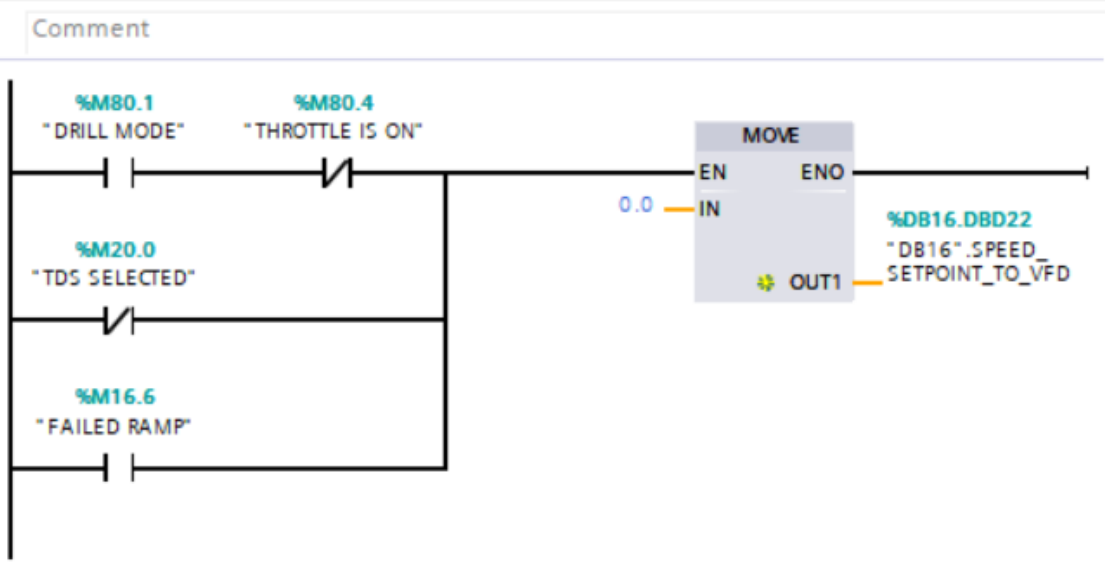 Comment
%M80.1
"DRILL MODE"
%M80.4
"THROTTLE IS ON"
MOVE
EN
ENO
0.0
IN
%DB16.DBD22
"DB16".SPEED_
SETPOINT_TO_VFD
OUT1
%M20.0
"TDS SELECTED"
%M16.6
"FAILED RAMP"